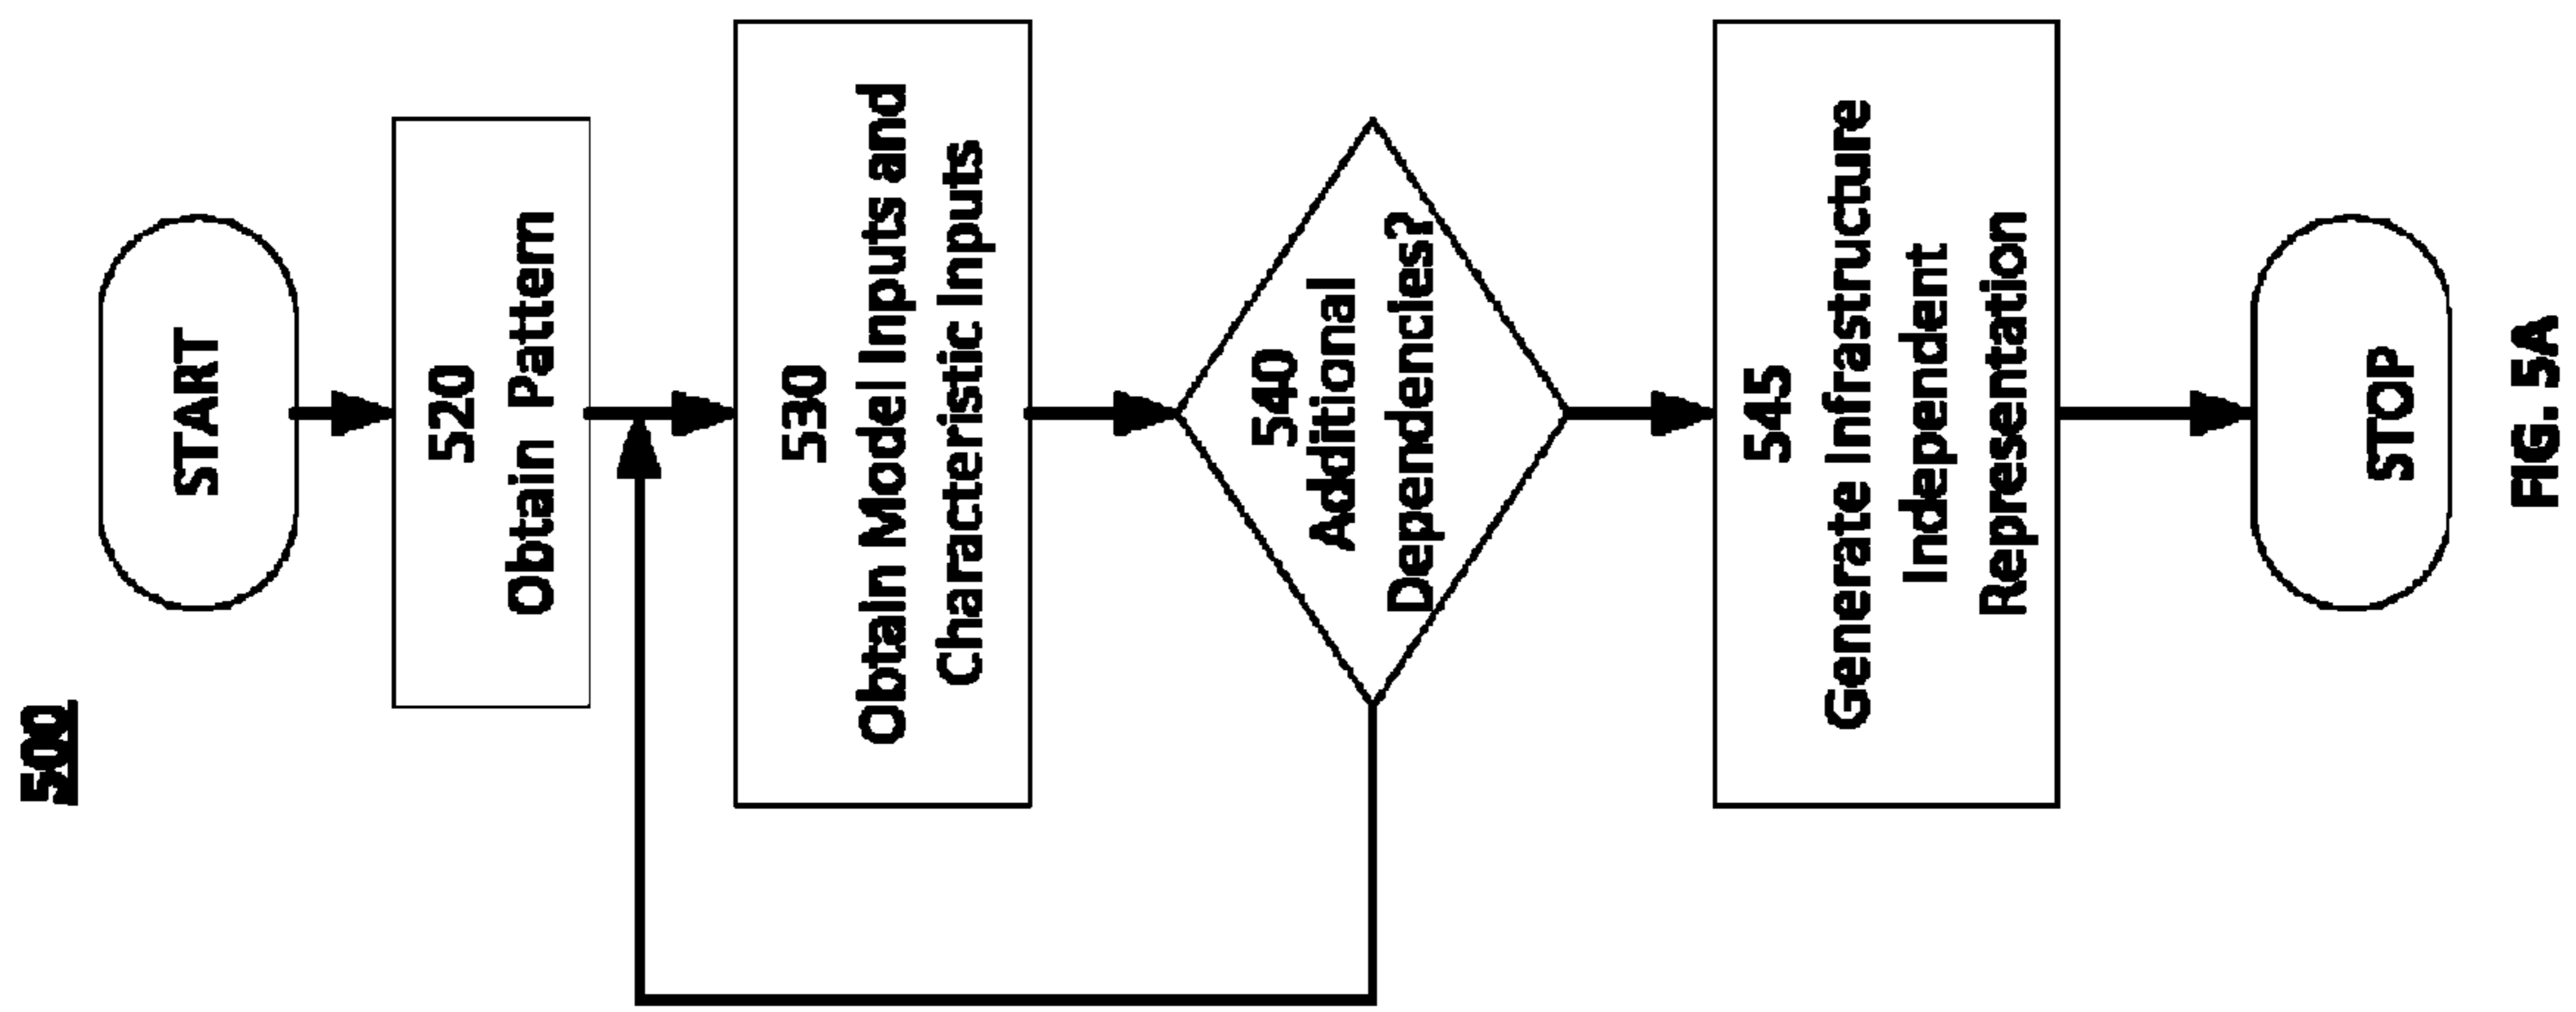 500
START
520
Obtain Pattern
530
Obtain Model Inputs and
Characteristic Inputs
540
Additional
Dependencies?
545
Generate Infrastructure
Independent
Representation
STOP
FIG. 5A